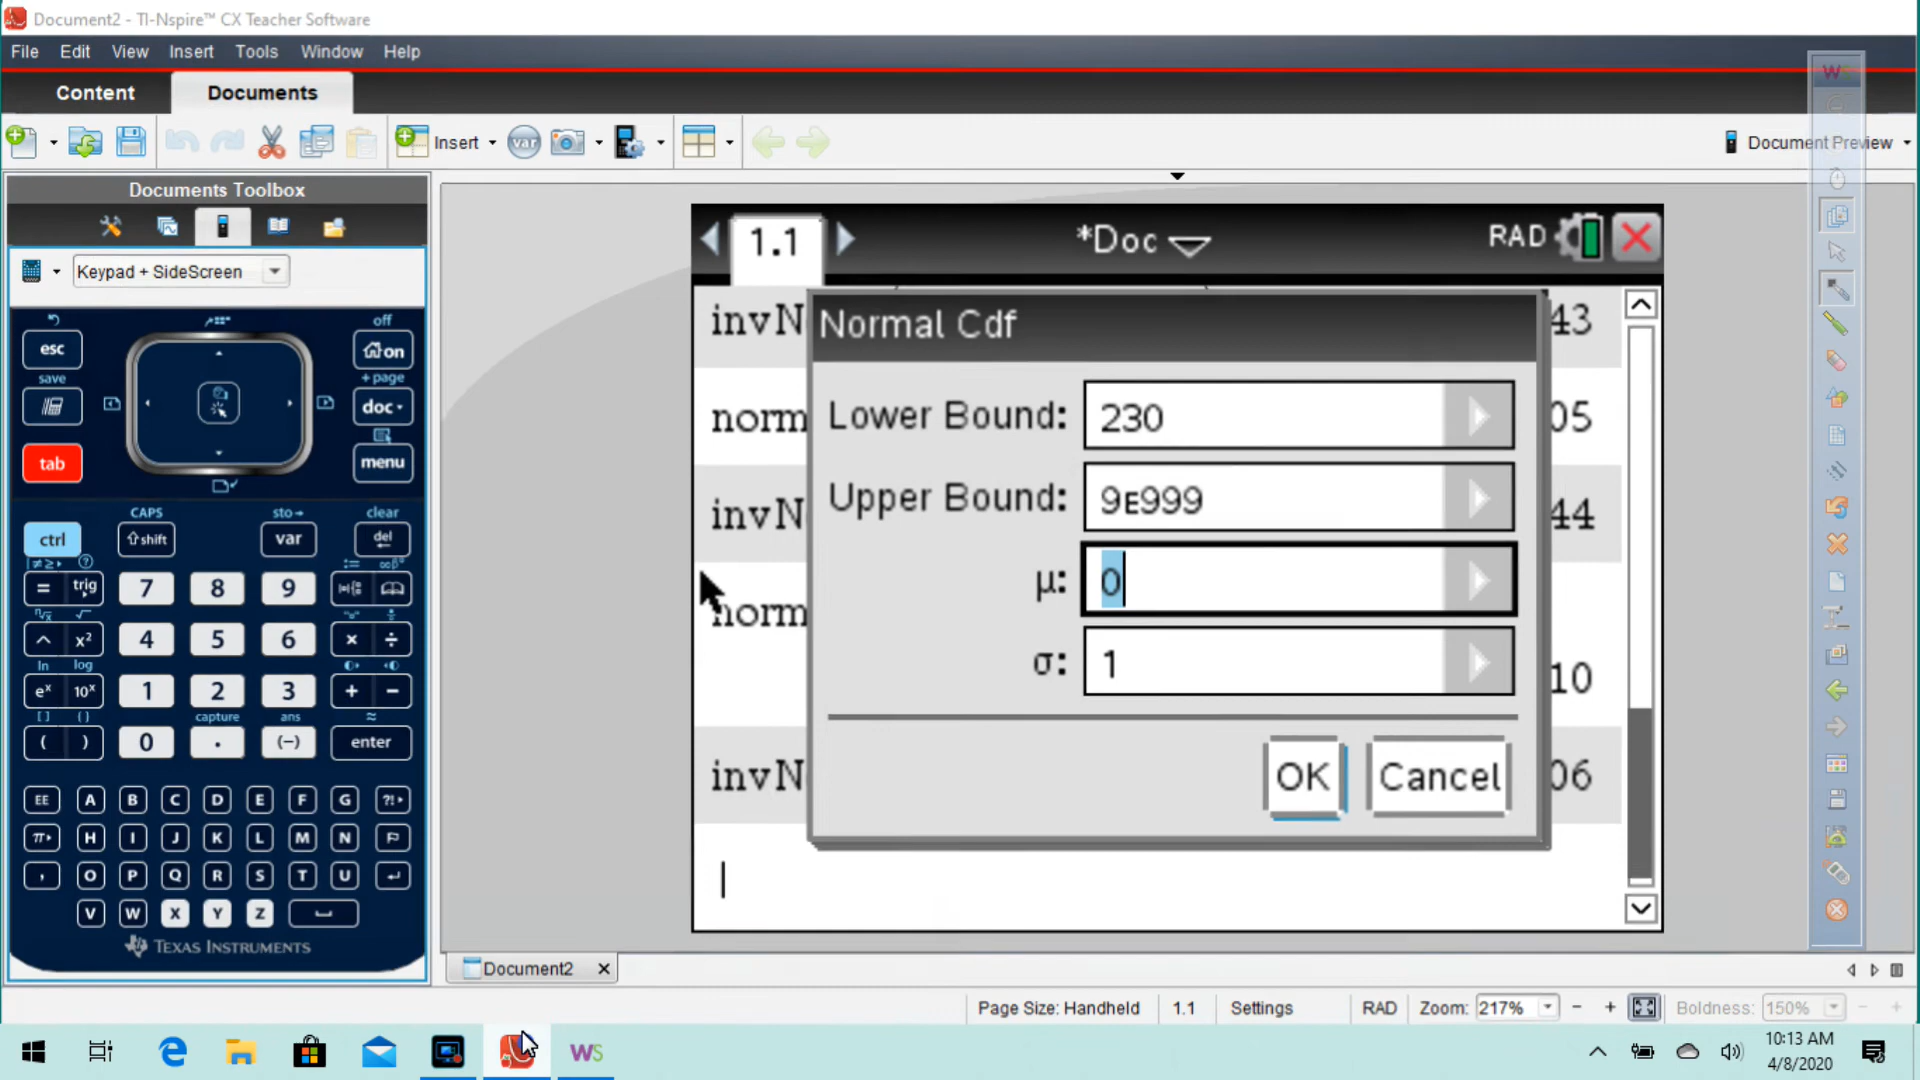 Document2 - TI-Nspire™ CX Teacher Software
File Edit View Insert Tools Window Help
Content Documents
Insert var Document Preview
Documents Toolbox
Keypad + SideScreen
1.1 *Doc RAD
invN 43
norm 05
invN 44
norm 10
invN 06
Normal Cdf
Lower Bound: 230
Upper Bound: 9E999
μ: 0
σ: 1
OK Cancel
off
esc on
save + page
doc
tab menu
CAPS sto→ clear
ctrl shift var del
= trig 7 8 9
^ x² 4 5 6 × ÷
ln log
eˣ 10ˣ 1 2 3 + −
[] {} capture ans ≈
( ) 0 . (−) enter
EE A B C D E F G ?!
π H I J K L M N
, O P Q R S T U
V W X Y Z
TEXAS INSTRUMENTS
Document2
Page Size: Handheld 1.1 Settings RAD Zoom: 217% − + Boldness: 150% − +
WS
10:13 AM
4/8/2020